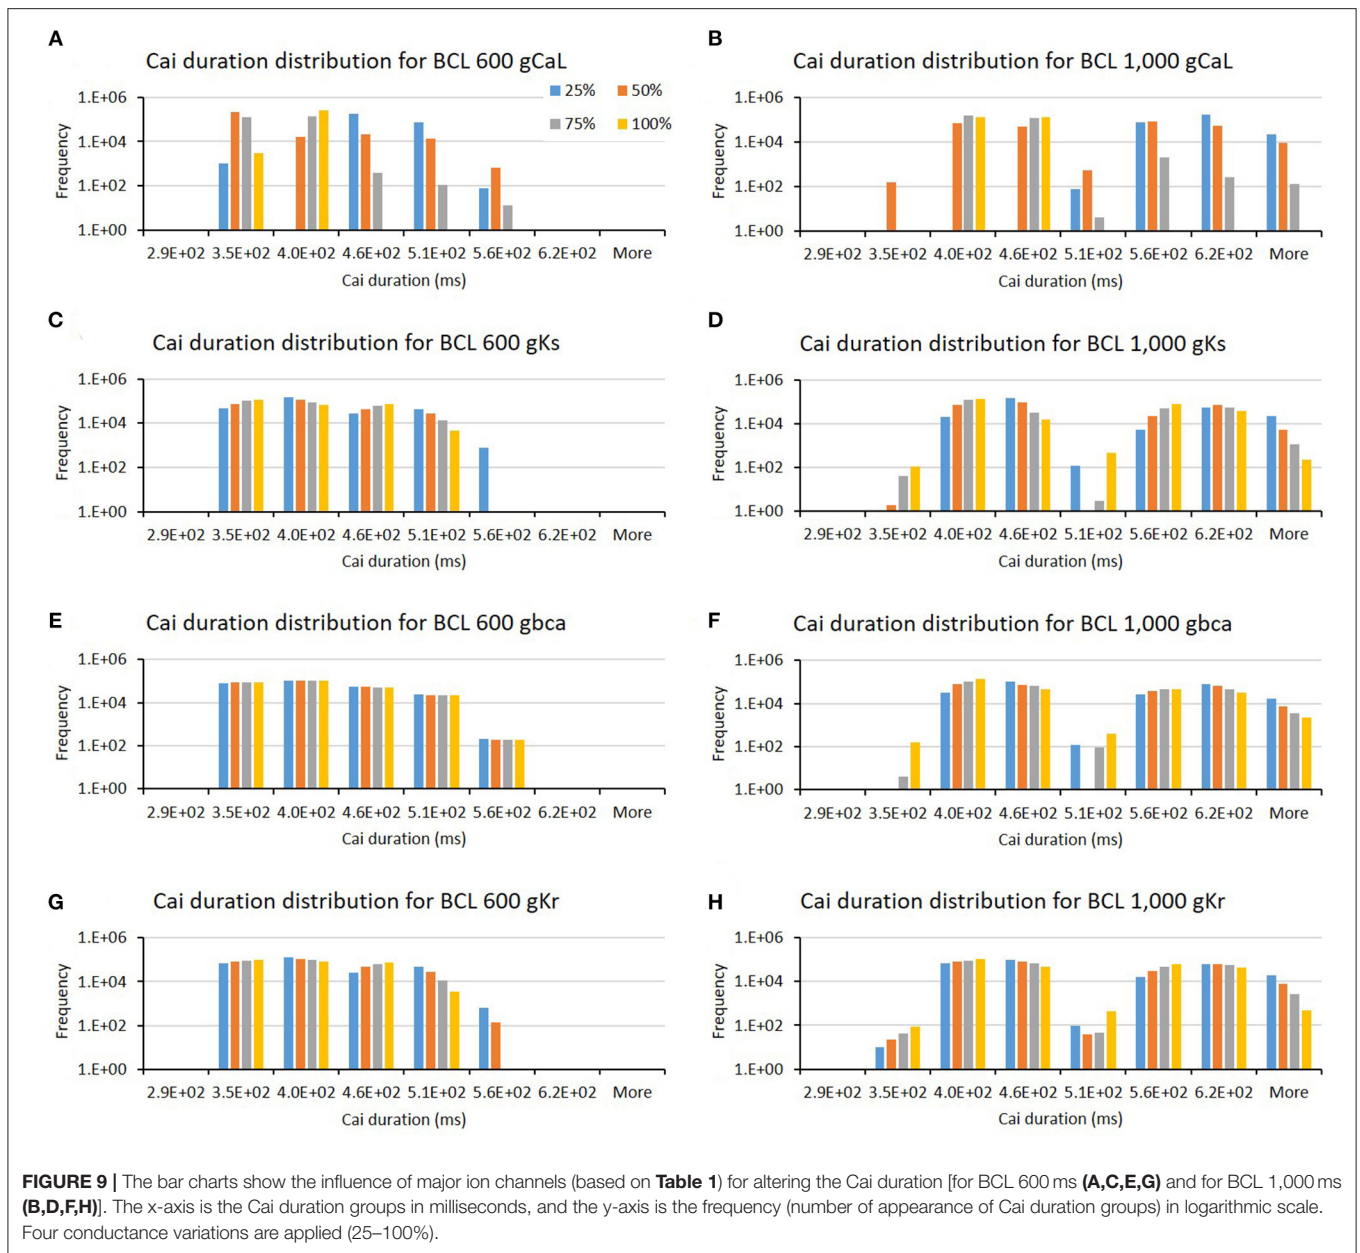 A
Cai duration distribution for BCL 600 gCaL
25% 50%
75% 100%
Frequency
1.E+06
1.E+04
1.E+02
1.E+00
2.9E+02 3.5E+02 4.0E+02 4.6E+02 5.1E+02 5.6E+02 6.2E+02 More
Cai duration (ms)
B
Cai duration distribution for BCL 1,000 gCaL
Frequency
1.E+06
1.E+04
1.E+02
1.E+00
2.9E+02 3.5E+02 4.0E+02 4.6E+02 5.1E+02 5.6E+02 6.2E+02 More
Cai duration (ms)
C
Cai duration distribution for BCL 600 gKs
Frequency
1.E+06
1.E+04
1.E+02
1.E+00
2.9E+02 3.5E+02 4.0E+02 4.6E+02 5.1E+02 5.6E+02 6.2E+02 More
Cai duration (ms)
D
Cai duration distribution for BCL 1,000 gKs
Frequency
1.E+06
1.E+04
1.E+02
1.E+00
2.9E+02 3.5E+02 4.0E+02 4.6E+02 5.1E+02 5.6E+02 6.2E+02 More
Cai duration (ms)
E
Cai duration distribution for BCL 600 gbca
Frequency
1.E+06
1.E+04
1.E+02
1.E+00
2.9E+02 3.5E+02 4.0E+02 4.6E+02 5.1E+02 5.6E+02 6.2E+02 More
Cai duration (ms)
F
Cai duration distribution for BCL 1,000 gbca
Frequency
1.E+06
1.E+04
1.E+02
1.E+00
2.9E+02 3.5E+02 4.0E+02 4.6E+02 5.1E+02 5.6E+02 6.2E+02 More
Cai duration (ms)
G
Cai duration distribution for BCL 600 gKr
Frequency
1.E+06
1.E+04
1.E+02
1.E+00
2.9E+02 3.5E+02 4.0E+02 4.6E+02 5.1E+02 5.6E+02 6.2E+02 More
Cai duration (ms)
H
Cai duration distribution for BCL 1,000 gKr
Frequency
1.E+06
1.E+04
1.E+02
1.E+00
2.9E+02 3.5E+02 4.0E+02 4.6E+02 5.1E+02 5.6E+02 6.2E+02 More
Cai duration (ms)
FIGURE 9 | The bar charts show the influence of major ion channels (based on Table 1) for altering the Cai duration [for BCL 600 ms (A,C,E,G) and for BCL 1,000 ms
(B,D,F,H)]. The x-axis is the Cai duration groups in milliseconds, and the y-axis is the frequency (number of appearance of Cai duration groups) in logarithmic scale.
Four conductance variations are applied (25–100%).